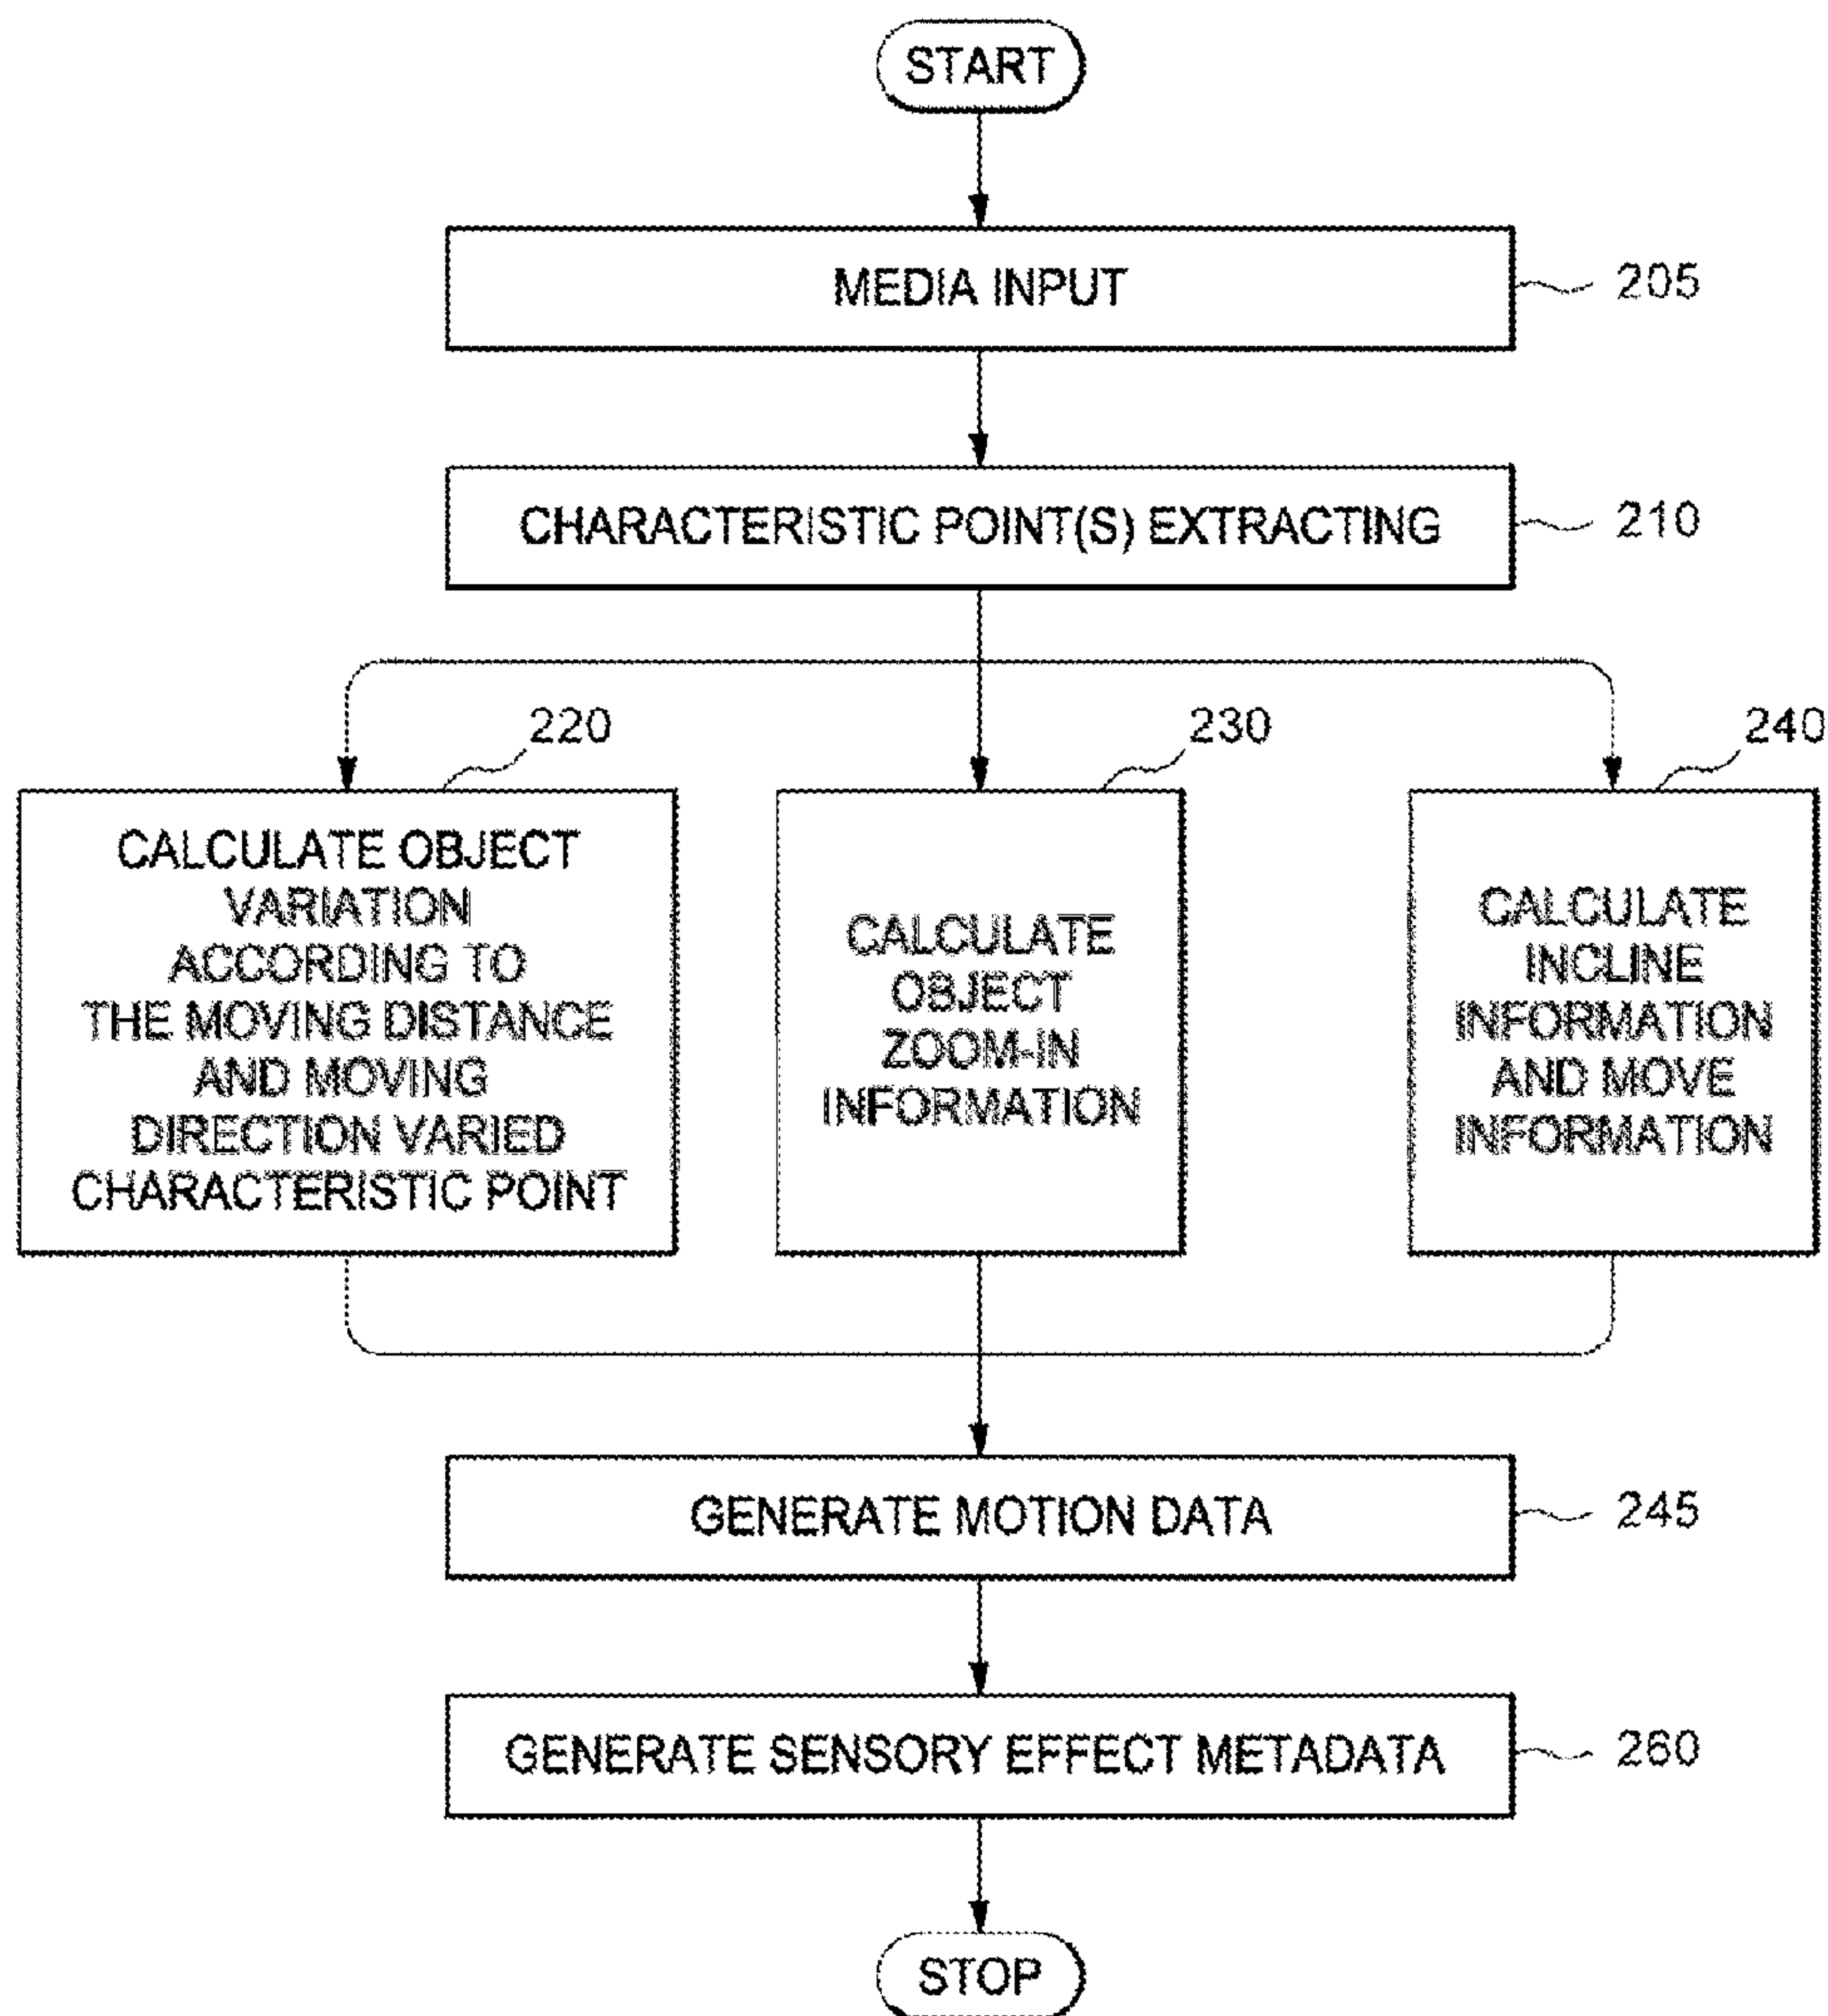 START
MEDIA INPUT
205
CHARACTERISTIC POINT(S) EXTRACTING
210
220
CALCULATE OBJECT
VARIATION
ACCORDING TO
THE MOVING DISTANCE
AND MOVING
DIRECTION VARIED
CHARACTERISTIC POINT
230
CALCULATE
OBJECT
ZOOM-IN
INFORMATION
240
CALCULATE
INCLINE
INFORMATION
AND MOVE
INFORMATION
GENERATE MOTION DATA
245
GENERATE SENSORY EFFECT METADATA
260
STOP